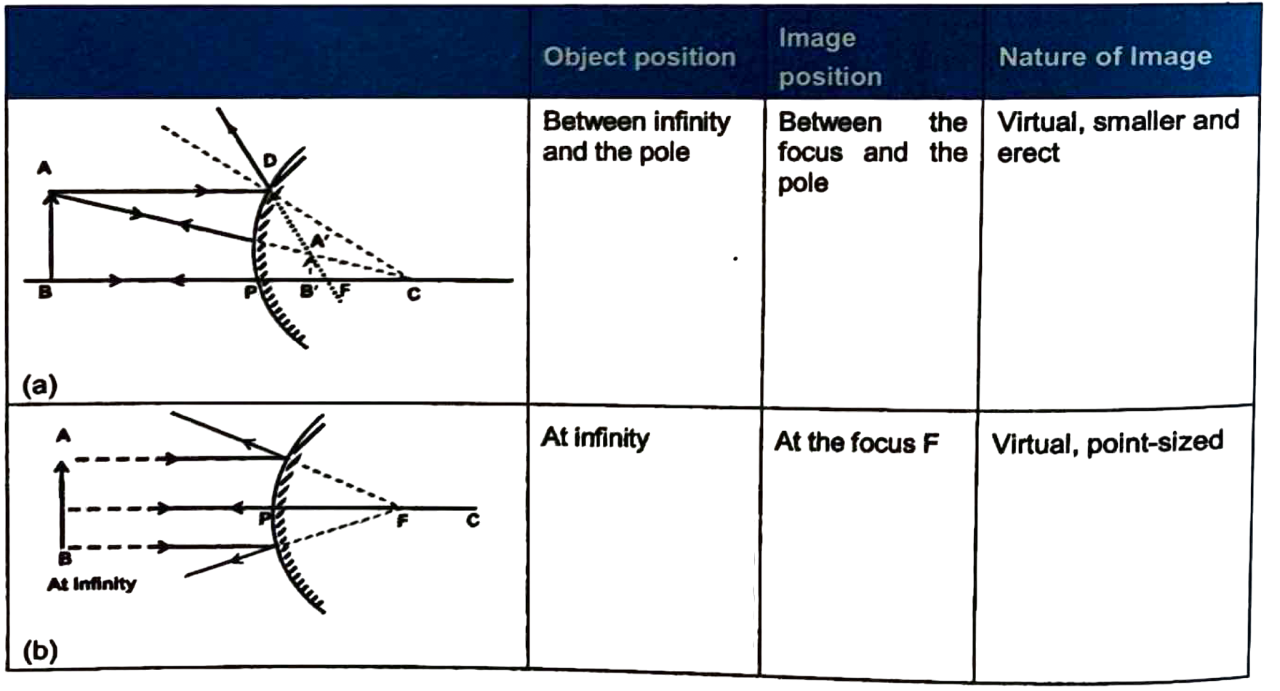 Object position
Image
position
Nature of Image
A
D
A'
B
P
B'
F
C
(a)
Between infinity
and the pole
Between the
focus and the
pole
Virtual, smaller and
erect
A
P
F
C
B
At infinity
(b)
At infinity
At the focus F
Virtual, point-sized